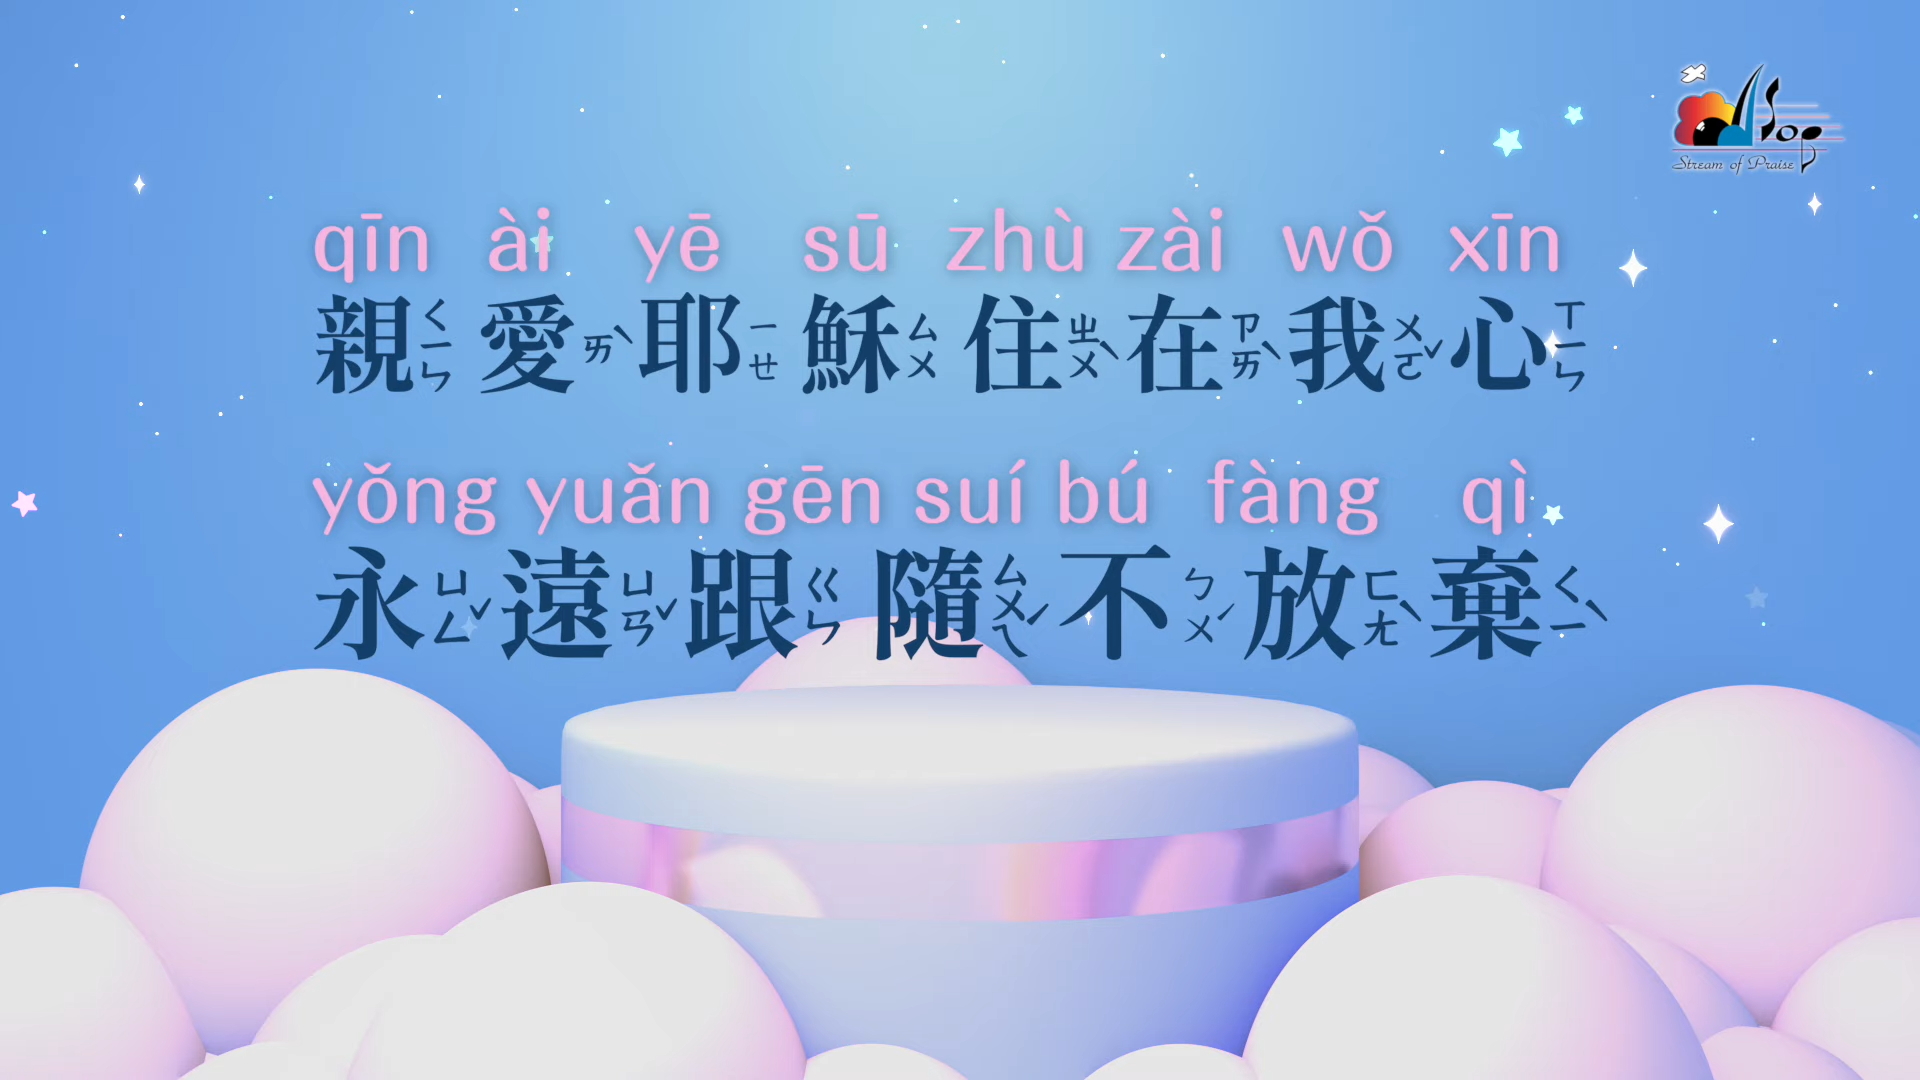 Sop
Stream of Praise
qīn ài yē sū zhù zài wǒ xīn
親ㄑㄧㄣ 愛ㄞˋ 耶ㄧㄝ 穌ㄙㄨ 住ㄓㄨˋ 在ㄗㄞˋ 我ㄨㄛˇ 心ㄒㄧㄣ
yǒng yuǎn gēn suí bú fàng qì
永ㄩㄥˇ 遠ㄩㄢˇ 跟ㄍㄣ 隨ㄙㄨㄟˊ 不ㄅㄨˊ 放ㄈㄤˋ 棄ㄑㄧˋ